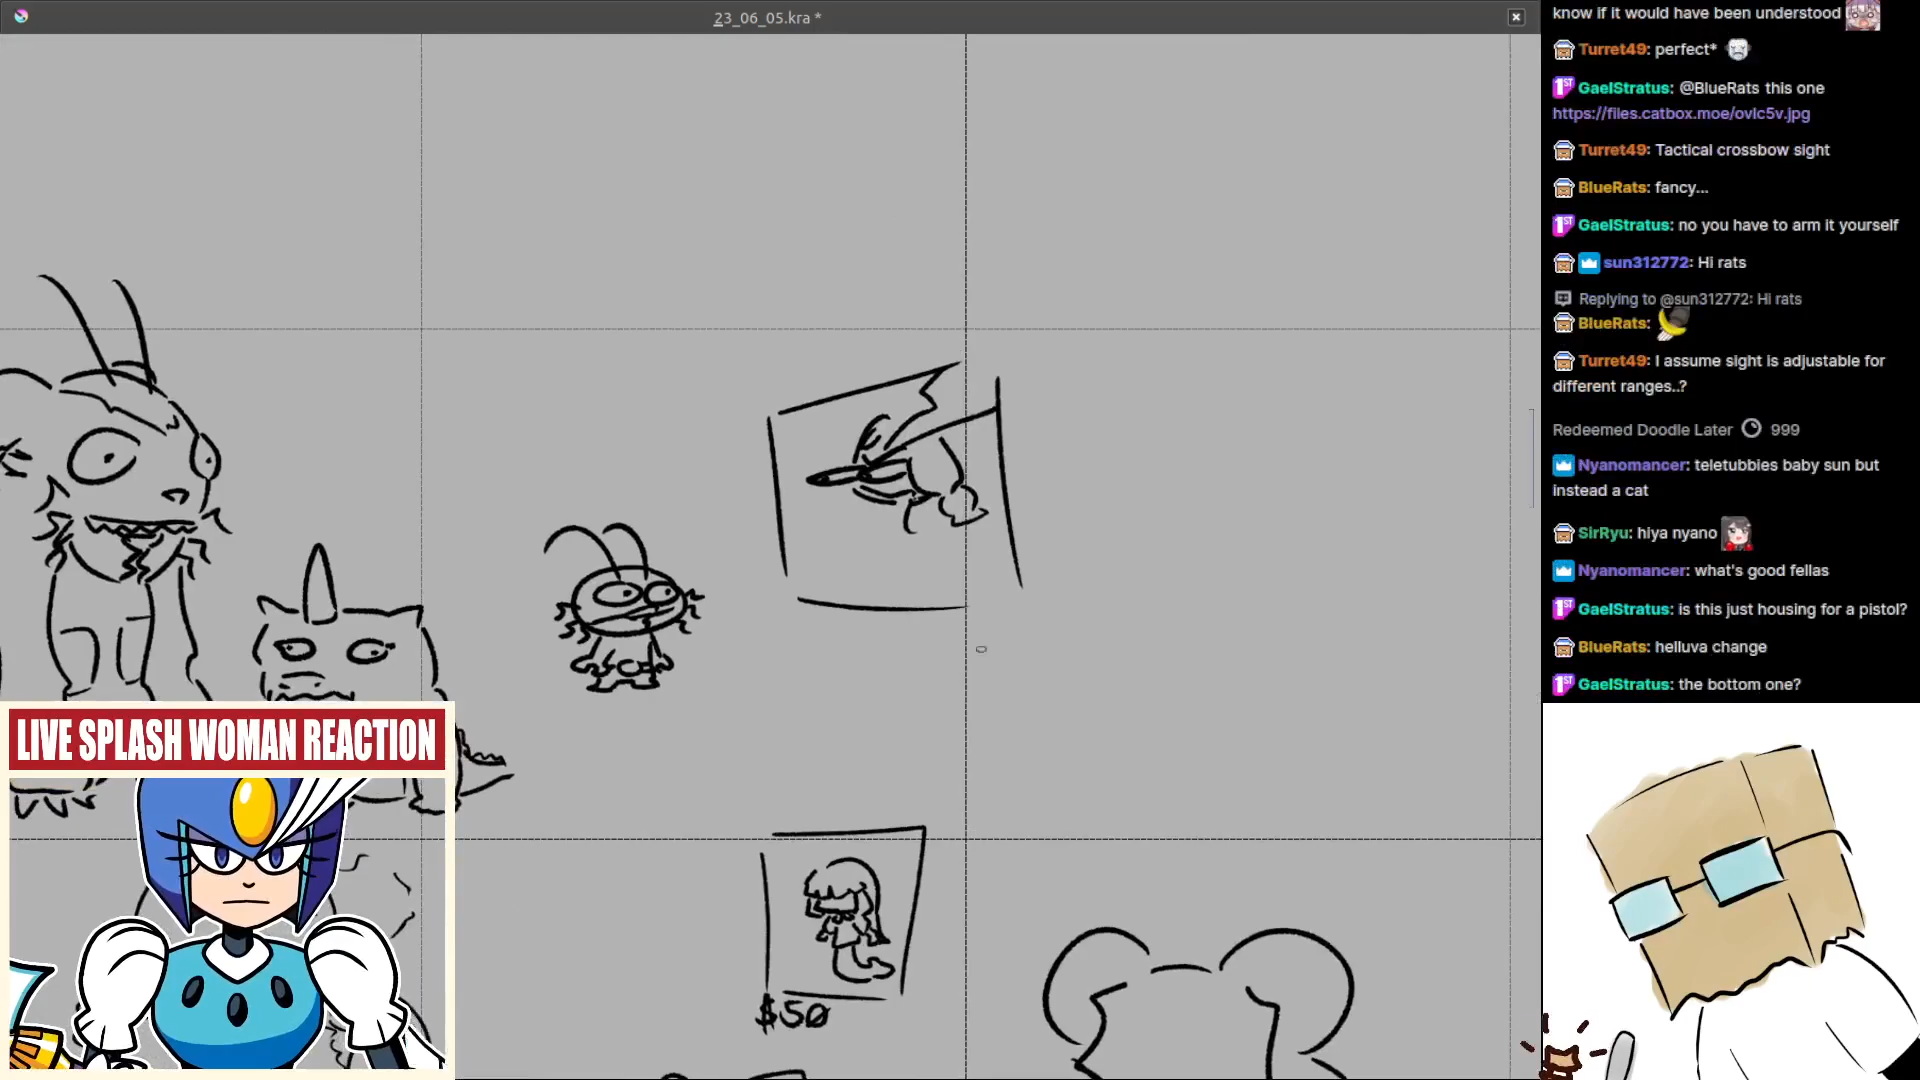 23_06_05.kra *
know if it would have been understood
Turret49: perfect*
GaelStratus: @BlueRats this one
https://files.catbox.moe/ovlc5v.jpg
Turret49: Tactical crossbow sight
BlueRats: fancy...
GaelStratus: no you have to arm it yourself
sun312772: Hi rats
Replying to @sun312772: Hi rats
BlueRats:
Turret49: I assume sight is adjustable for
different ranges..?
Redeemed Doodle Later 999
Nyanomancer: teletubbies baby sun but
instead a cat
SirRyu: hiya nyano
Nyanomancer: what's good fellas
GaelStratus: is this just housing for a pistol?
BlueRats: helluva change
GaelStratus: the bottom one?
LIVE SPLASH WOMAN REACTION
$50